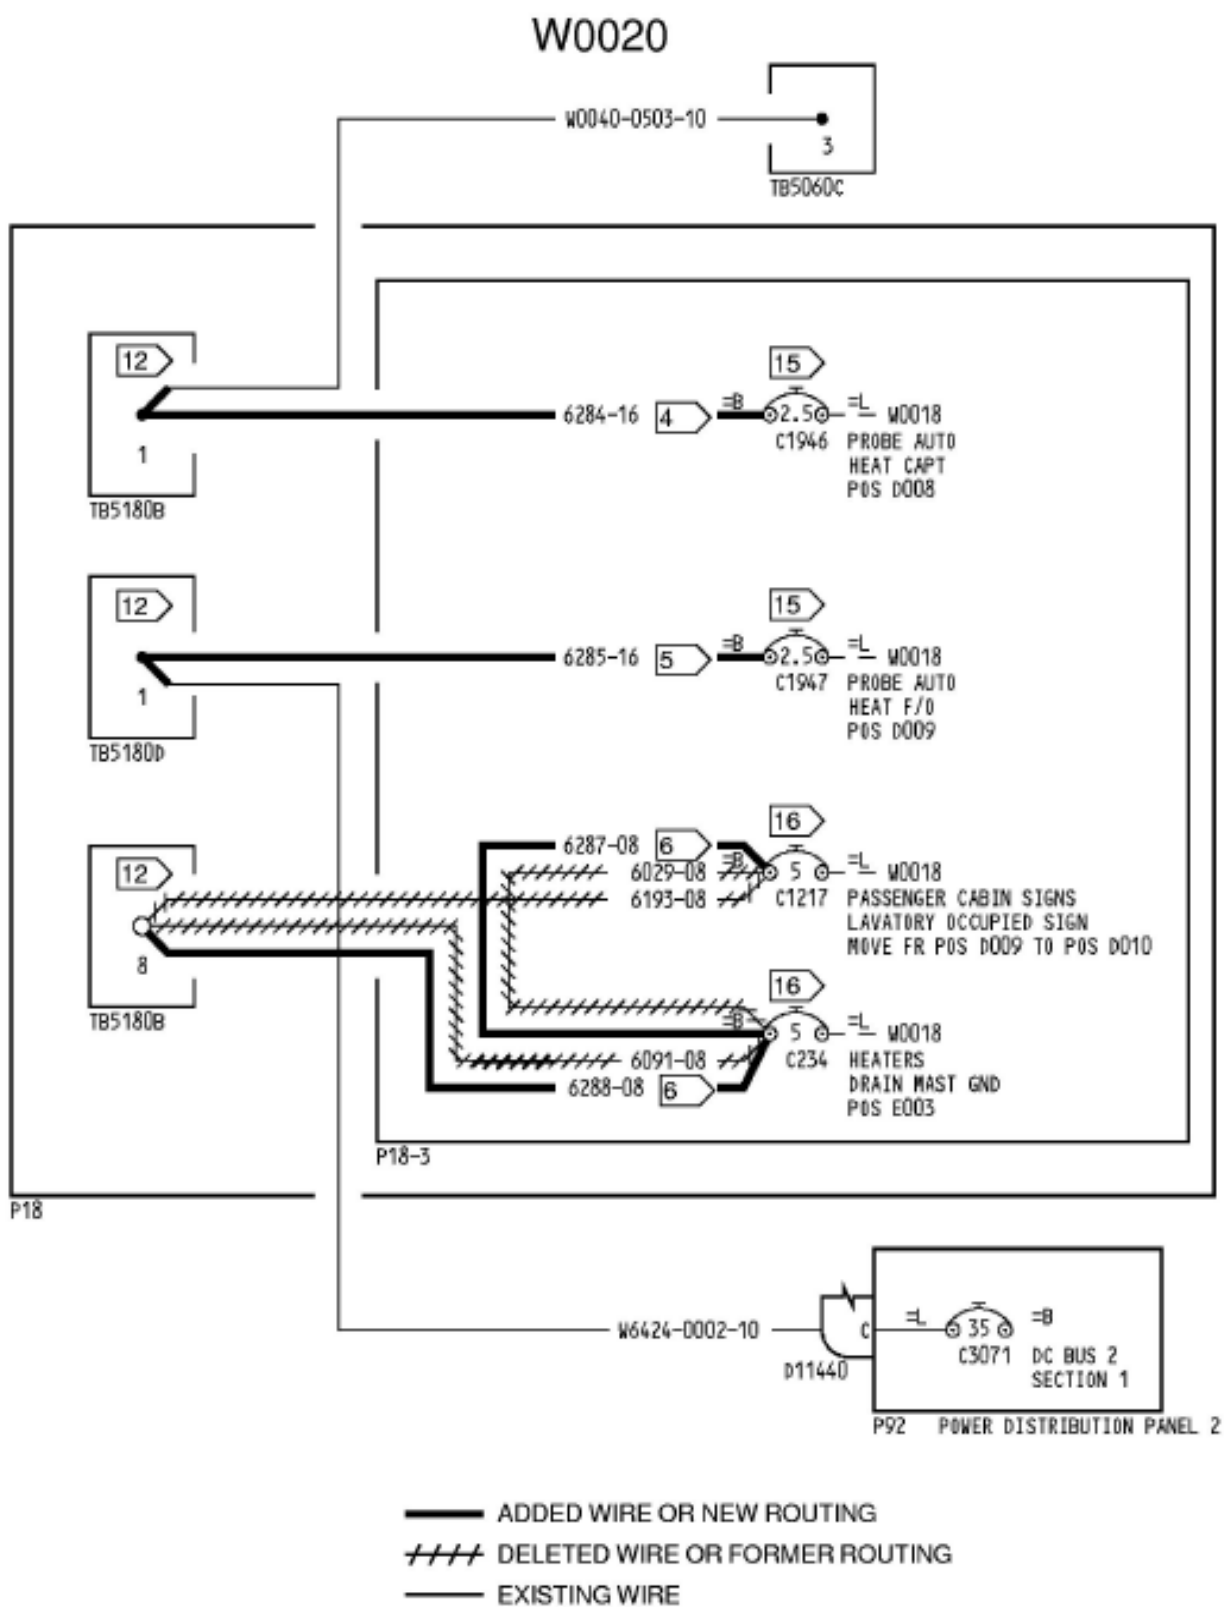 W0020
W0040-0503-10
3
TB5060C
12
15
=B
=L
6284-16
4
2.5
W0018
C1946
PROBE AUTO
1
HEAT CAPT
POS D008
TB5180B
12
15
=B
=L
6285-16
5
2.5
W0018
C1947
PROBE AUTO
1
HEAT F/O
POS D009
TB5180D
16
6287-08
6
12
=B
=L
6029-08
5
W0018
6193-08
C1217
PASSENGER CABIN SIGNS
LAVATORY OCCUPIED SIGN
8
MOVE FR POS D009 TO POS D010
16
TB5180B
=B
=L
5
W0018
6091-08
C234
HEATERS
6288-08
6
DRAIN MAST GND
POS E003
P18-3
P18
=L
=B
W6424-0002-10
C
35
C3071
DC BUS 2
D11440
SECTION 1
P92 POWER DISTRIBUTION PANEL 2
ADDED WIRE OR NEW ROUTING
DELETED WIRE OR FORMER ROUTING
EXISTING WIRE